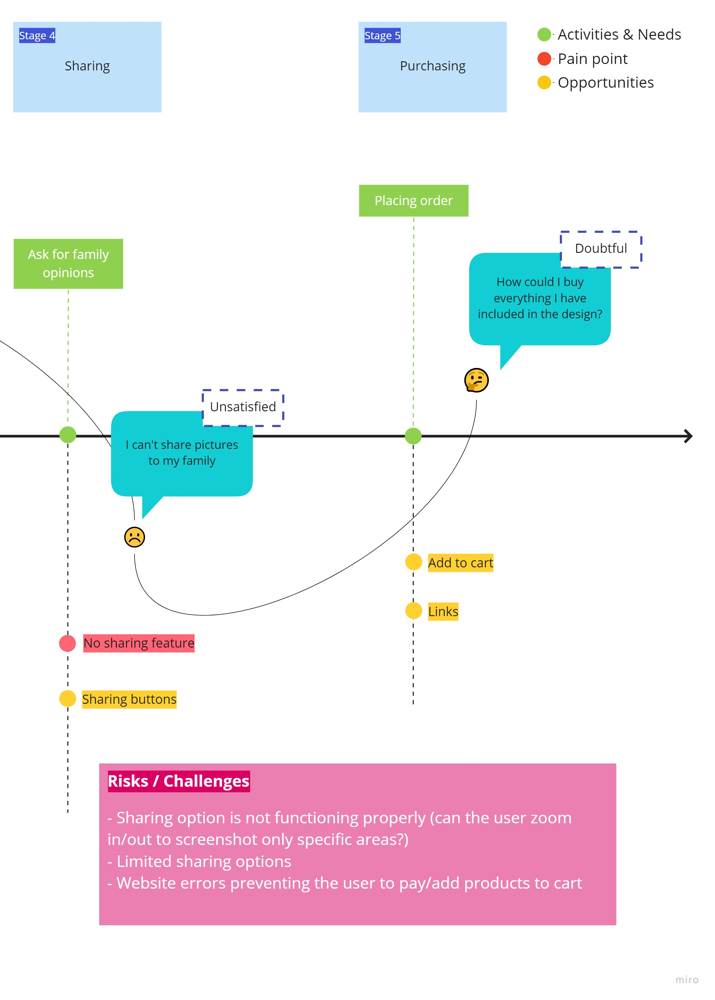 Stage 4
Sharing
Stage 5
Purchasing
- Activities & Needs
- Pain point
- Opportunities
Placing order
Doubtful
How could I buy
everything I have
included in the design?
Ask for family
opinions
Unsatisfied
I can't share pictures
to my family
Add to cart
Links
No sharing feature
Sharing buttons
Risks / Challenges
- Sharing option is not functioning properly (can the user zoom
in/out to screenshot only specific areas?)
- Limited sharing options
- Website errors preventing the user to pay/add products to cart
miro